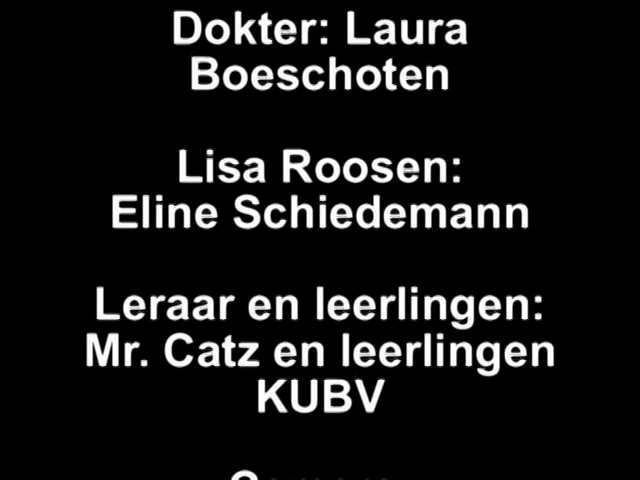 Dokter: Laura
Boeschoten
Lisa Roosen:
Eline Schiedemann
Leraar en leerlingen:
Mr. Catz en leerlingen
KUBV